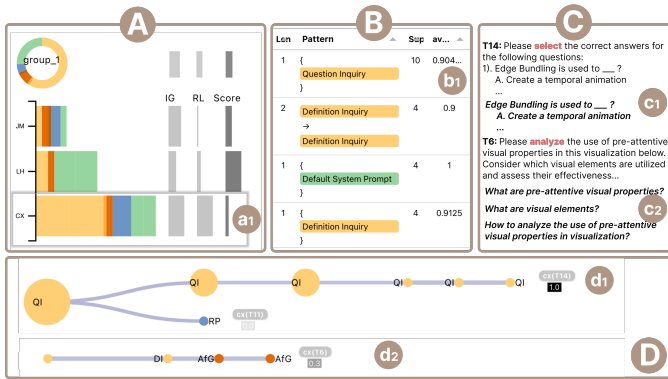 A
group_1
IG RL Score
JM
LH
CX
a1
B
Len Pattern Sup av...
1 { 10 0.904...
Question Inquiry
}
b1
2 Definition Inquiry 4 0.9
→
Definition Inquiry
1 { 4 1
Default System Prompt
}
1 { 4 0.9125
Definition Inquiry
}
C
T14: Please select the correct answers for
the following questions:
1). Edge Bundling is used to ___ ?
A. Create a temporal animation
...
Edge Bundling is used to ___ ?
A. Create a temporal animation
...
c1
T6: Please analyze the use of pre-attentive
visual properties in this visualization below.
Consider which visual elements are utilized
and assess their effectiveness...
What are pre-attentive visual properties?
What are visual elements?
How to analyze the use of pre-attentive
visual properties in visualization?
c2
QI QI QI QI QI QI cx(T14)
1.0
d1
RP cx(T11)
0.0
DI AfG AfG cx(T6)
0.3
d2
D